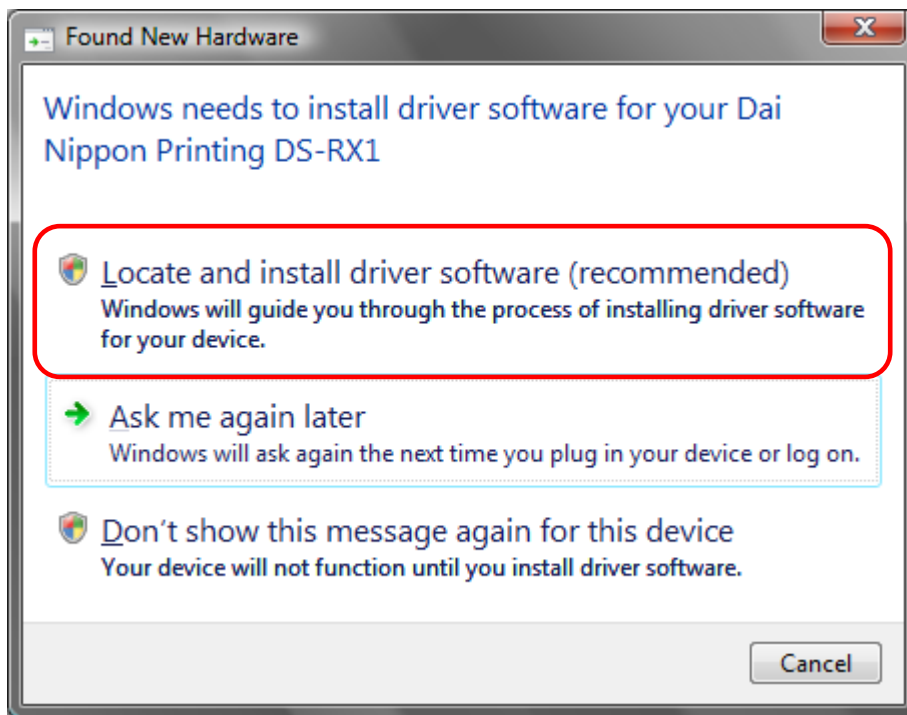 Found New Hardware
Windows needs to install driver software for your Dai
Nippon Printing DS-RX1
Locate and install driver software (recommended)
Windows will guide you through the process of installing driver software
for your device.
Ask me again later
Windows will ask again the next time you plug in your device or log on.
Don't show this message again for this device
Your device will not function until you install driver software.
Cancel